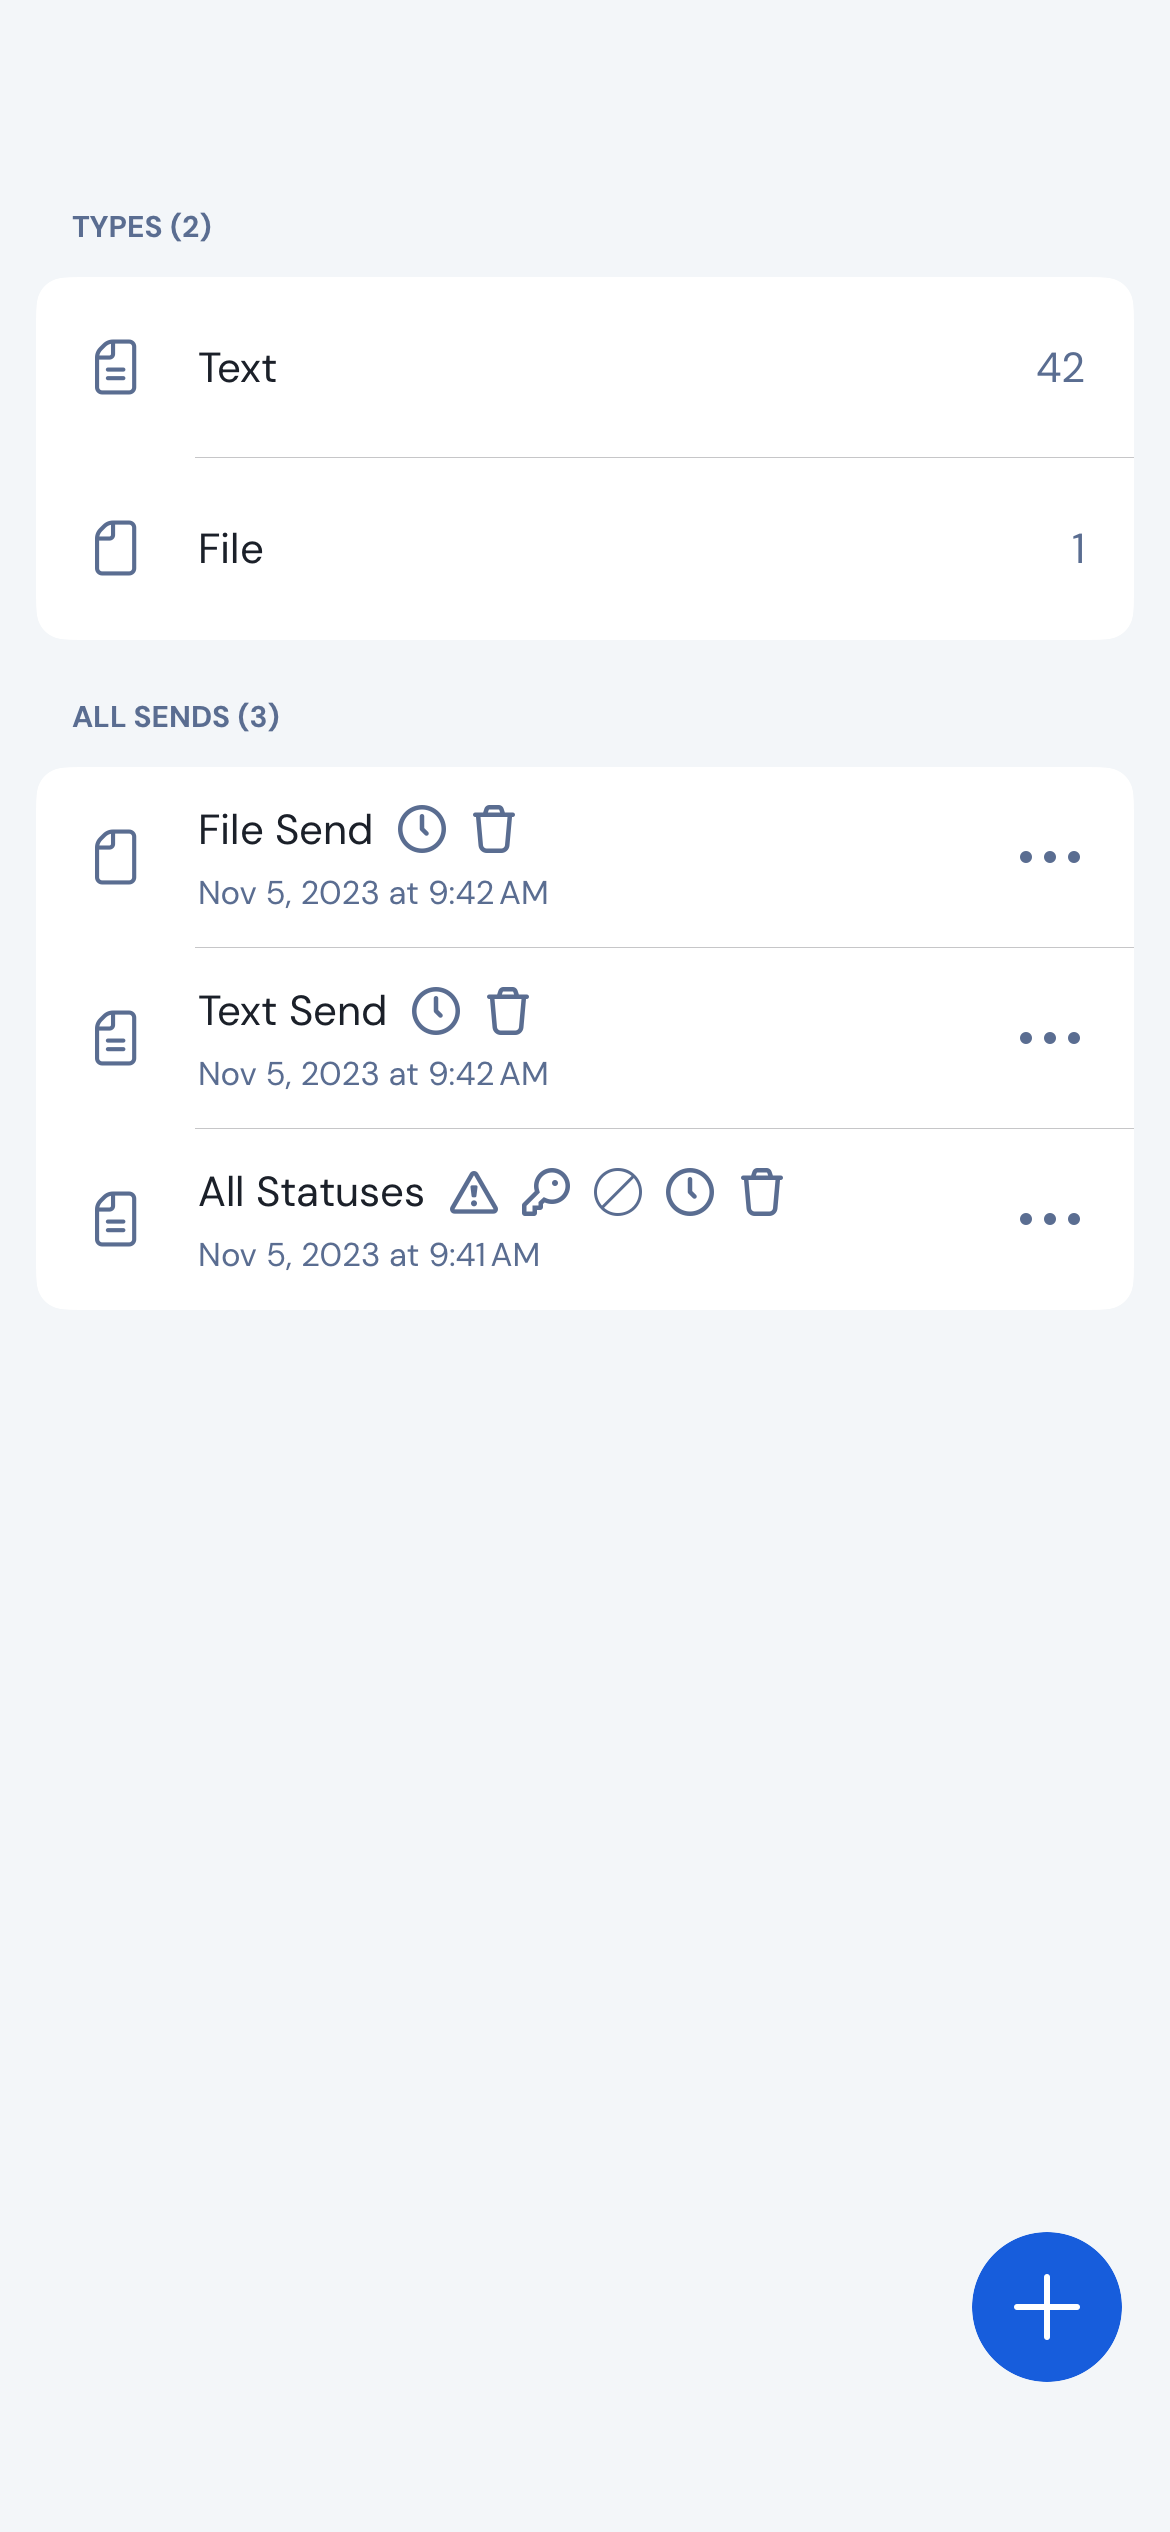 TYPES (2)
Text
42
File
1
ALL SENDS (3)
File Send
Nov 5, 2023 at 9:42 AM
Text Send
Nov 5, 2023 at 9:42 AM
All Statuses
Nov 5, 2023 at 9:41 AM